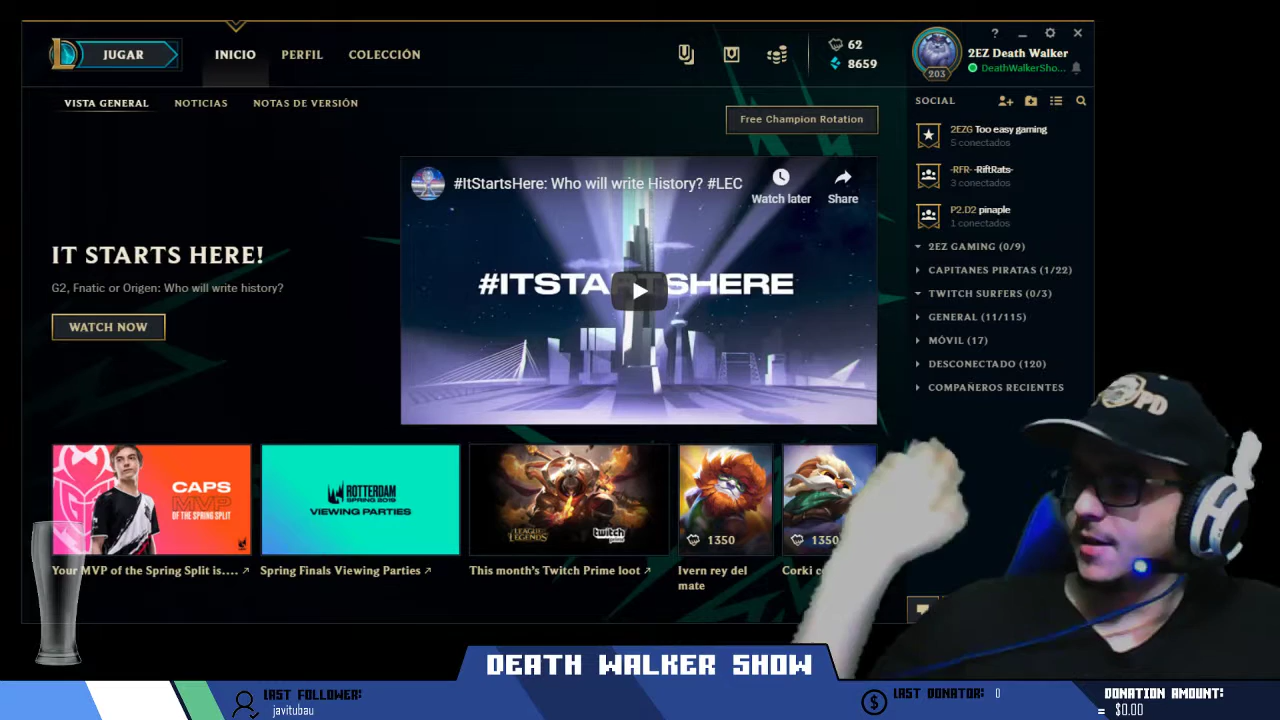 JUGAR
INICIO
PERFIL
COLECCIÓN
62
8659
203
?
2EZ Death Walker
DeathWalkerSho...
VISTA GENERAL
NOTICIAS
NOTAS DE VERSIÓN
Free Champion Rotation
SOCIAL
2EZG Too easy gaming
5 conectados
-RFR- -RiftRats-
3 conectados
P2.D2 pinaple
1 conectados
2EZ GAMING (0/9)
CAPITANES PIRATAS (1/22)
TWITCH SURFERS (0/3)
GENERAL (11/115)
MÓVIL (17)
DESCONECTADO (120)
COMPAÑEROS RECIENTES
#ItStartsHere: Who will write History? #LEC
Watch later
Share
#ITSTARTSHERE
IT STARTS HERE!
G2, Fnatic or Origen: Who will write history?
WATCH NOW
CAPS
MVP
OF THE SPRING SPLIT
Your MVP of the Spring Split is....
ROTTERDAM
SPRING 2019
VIEWING PARTIES
Spring Finals Viewing Parties
LEAGUE OF LEGENDS
twitch
prime
This month's Twitch Prime loot
1350
Ivern rey del
mate
1350
Corki
PD
DEATH WALKER SHOW
LAST FOLLOWER:
javitubau
LAST DONATOR: 0
DONATION AMOUNT:
= $0.00